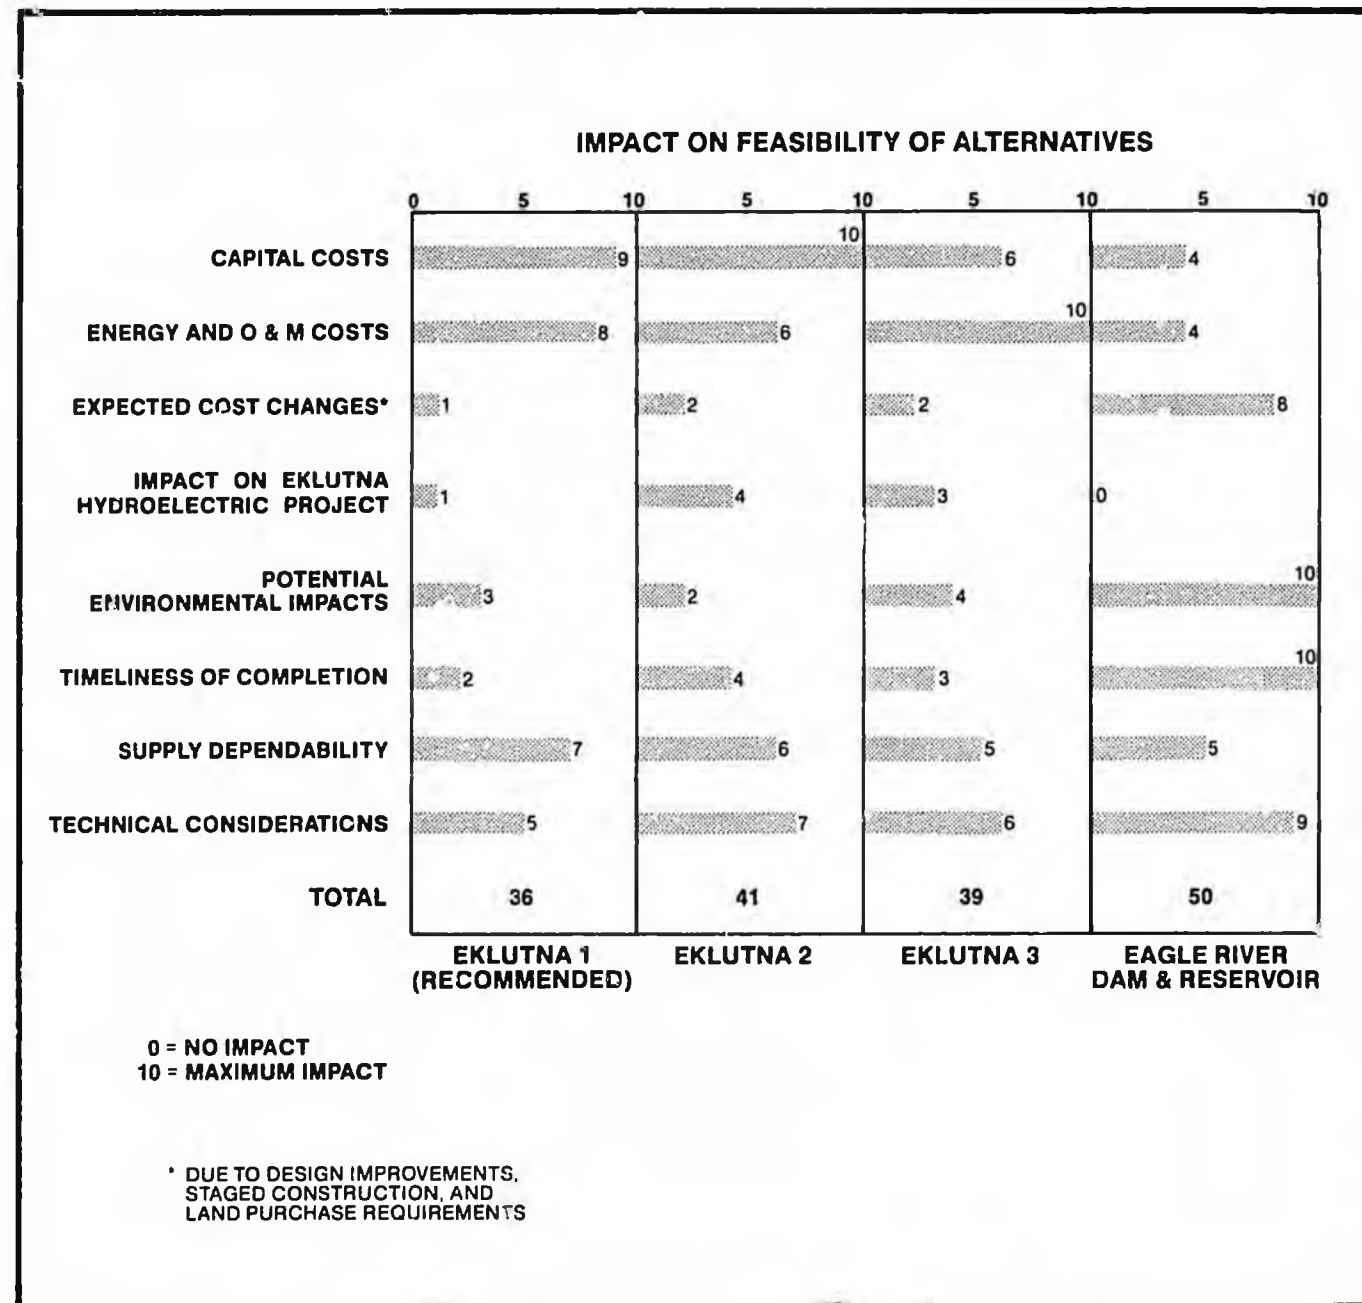 IMPACT ON FEASIBILITY OF ALTERNATIVES
0 5 10 5 10 5 10 5 10
CAPITAL COSTS 9 10 6 4
ENERGY AND O & M COSTS 8 6 10 4
EXPECTED COST CHANGES* 1 2 2 8
IMPACT ON EKLUTNA
HYDROELECTRIC PROJECT 1 4 3 0
POTENTIAL
ENVIRONMENTAL IMPACTS 3 2 4 10
TIMELINESS OF COMPLETION 2 4 3 10
SUPPLY DEPENDABILITY 7 6 5 5
TECHNICAL CONSIDERATIONS 5 7 6 9
TOTAL 36 41 39 50
EKLUTNA 1 EKLUTNA 2 EKLUTNA 3 EAGLE RIVER
(RECOMMENDED) DAM & RESERVOIR
0 = NO IMPACT
10 = MAXIMUM IMPACT
* DUE TO DESIGN IMPROVEMENTS,
STAGED CONSTRUCTION, AND
LAND PURCHASE REQUIREMENTS